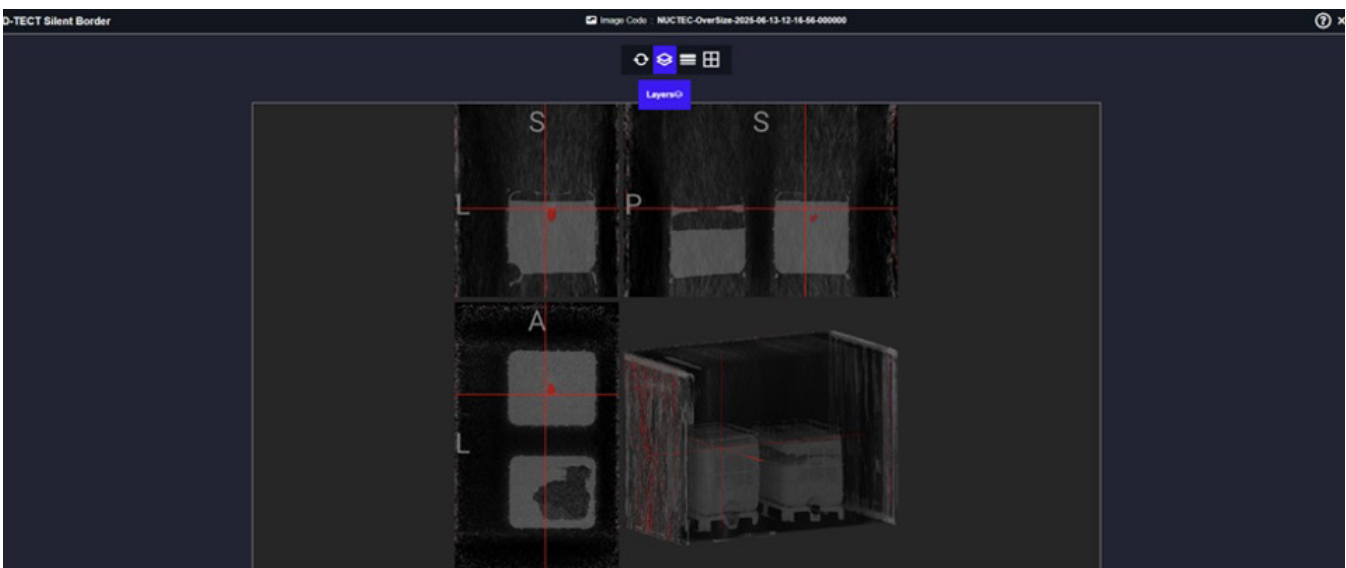 O-TECT Silent Border
Image Code : NUCTEC-OverSize-2025-06-13-12-16-56-000000
Layers
S
S
L
P
A
L